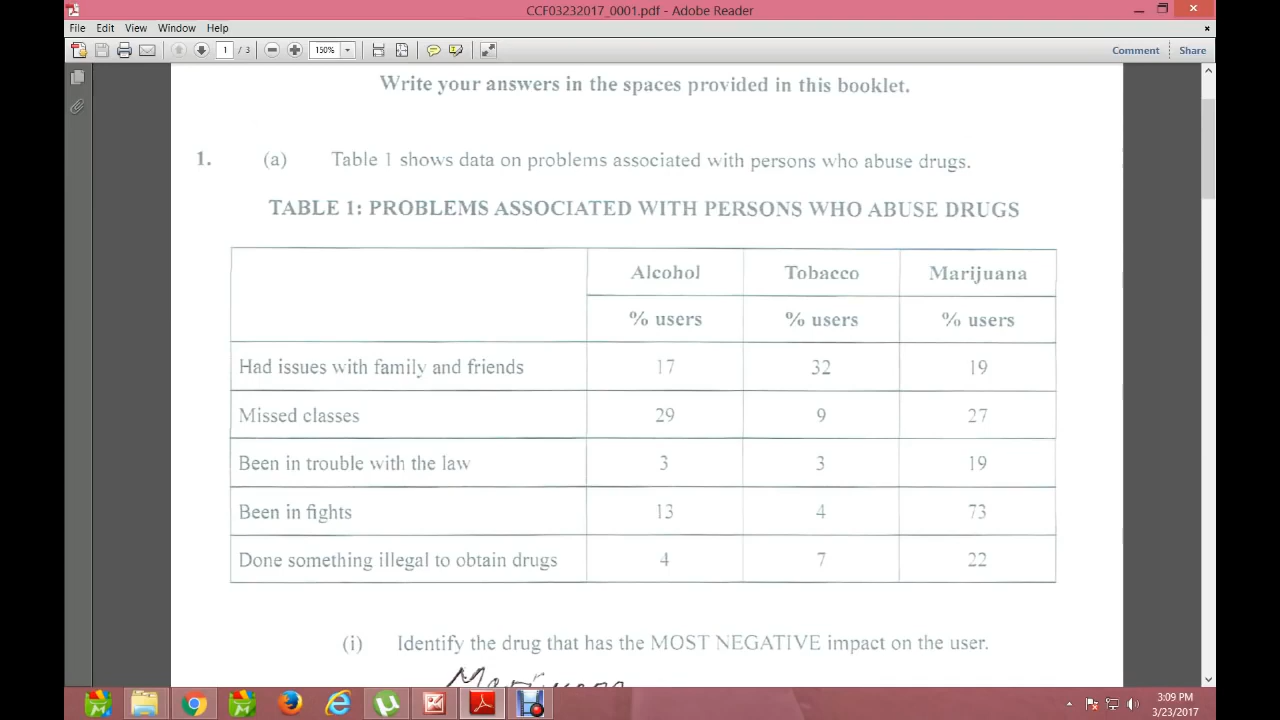 CCF03232017_0001.pdf - Adobe Reader
File Edit View Window Help
1 / 3 150% Comment Share
Write your answers in the spaces provided in this booklet.
1. (a) Table 1 shows data on problems associated with persons who abuse drugs.
TABLE 1: PROBLEMS ASSOCIATED WITH PERSONS WHO ABUSE DRUGS
Alcohol Tobacco Marijuana
% users % users % users
Had issues with family and friends 17 32 19
Missed classes 29 9 27
Been in trouble with the law 3 3 19
Been in fights 13 4 73
Done something illegal to obtain drugs 4 7 22
(i) Identify the drug that has the MOST NEGATIVE impact on the user.
Marijuana
3:09 PM
3/23/2017